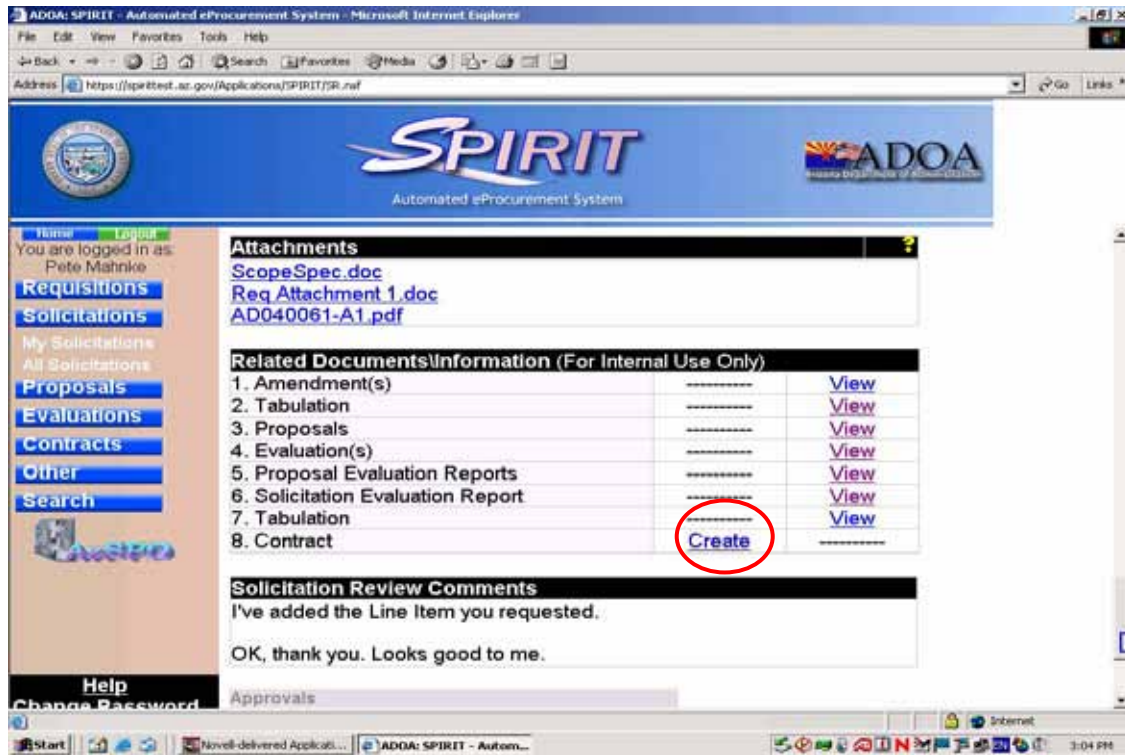 ADOA: SPIRIT - Automated eProcurement System - Microsoft Internet Explorer
File Edit View Favorites Tools Help
Back Search Favorites Media
Address https://spirittest.az.gov/Applications/SPIRIT/SR.nsf Go Links
SPIRIT
Automated eProcurement System
ADOA
Home Logout
You are logged in as:
Pete Mahnke
Requisitions
Solicitations
My Solicitations
All Solicitations
Proposals
Evaluations
Contracts
Other
Search
Attachments ?
ScopeSpec.doc
Req Attachment 1.doc
AD040061-A1.pdf
Related Documents\Information (For Internal Use Only)
1. Amendment(s) ---------- View
2. Tabulation ---------- View
3. Proposals ---------- View
4. Evaluation(s) ---------- View
5. Proposal Evaluation Reports ---------- View
6. Solicitation Evaluation Report ---------- View
7. Tabulation ---------- View
8. Contract Create ----------
Solicitation Review Comments
I've added the Line Item you requested.
OK, thank you. Looks good to me.
Approvals
Help
Change Password
Internet
Start Novell-delivered Applicati... ADOA: SPIRIT - Autom... 3:04 PM